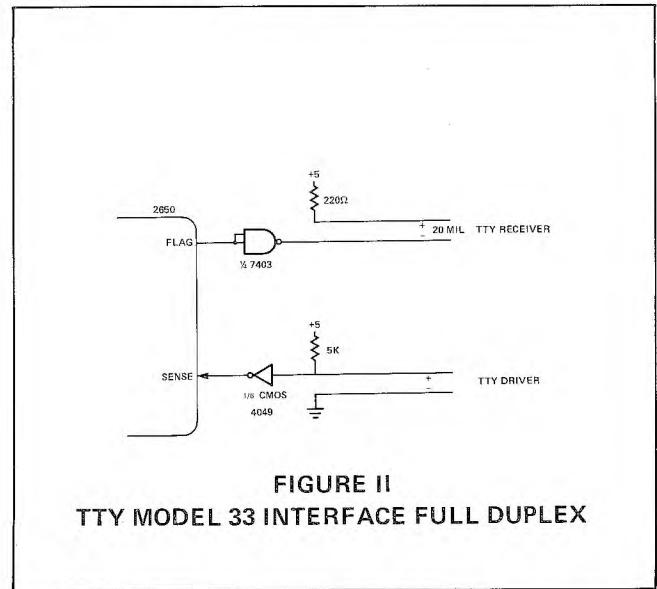 +5
220Ω
2650
FLAG
¼ 7403
+
-
20 MIL TTY RECEIVER
+5
5K
SENSE
1/6 CMOS
4049
+
-
TTY DRIVER
FIGURE II
TTY MODEL 33 INTERFACE FULL DUPLEX